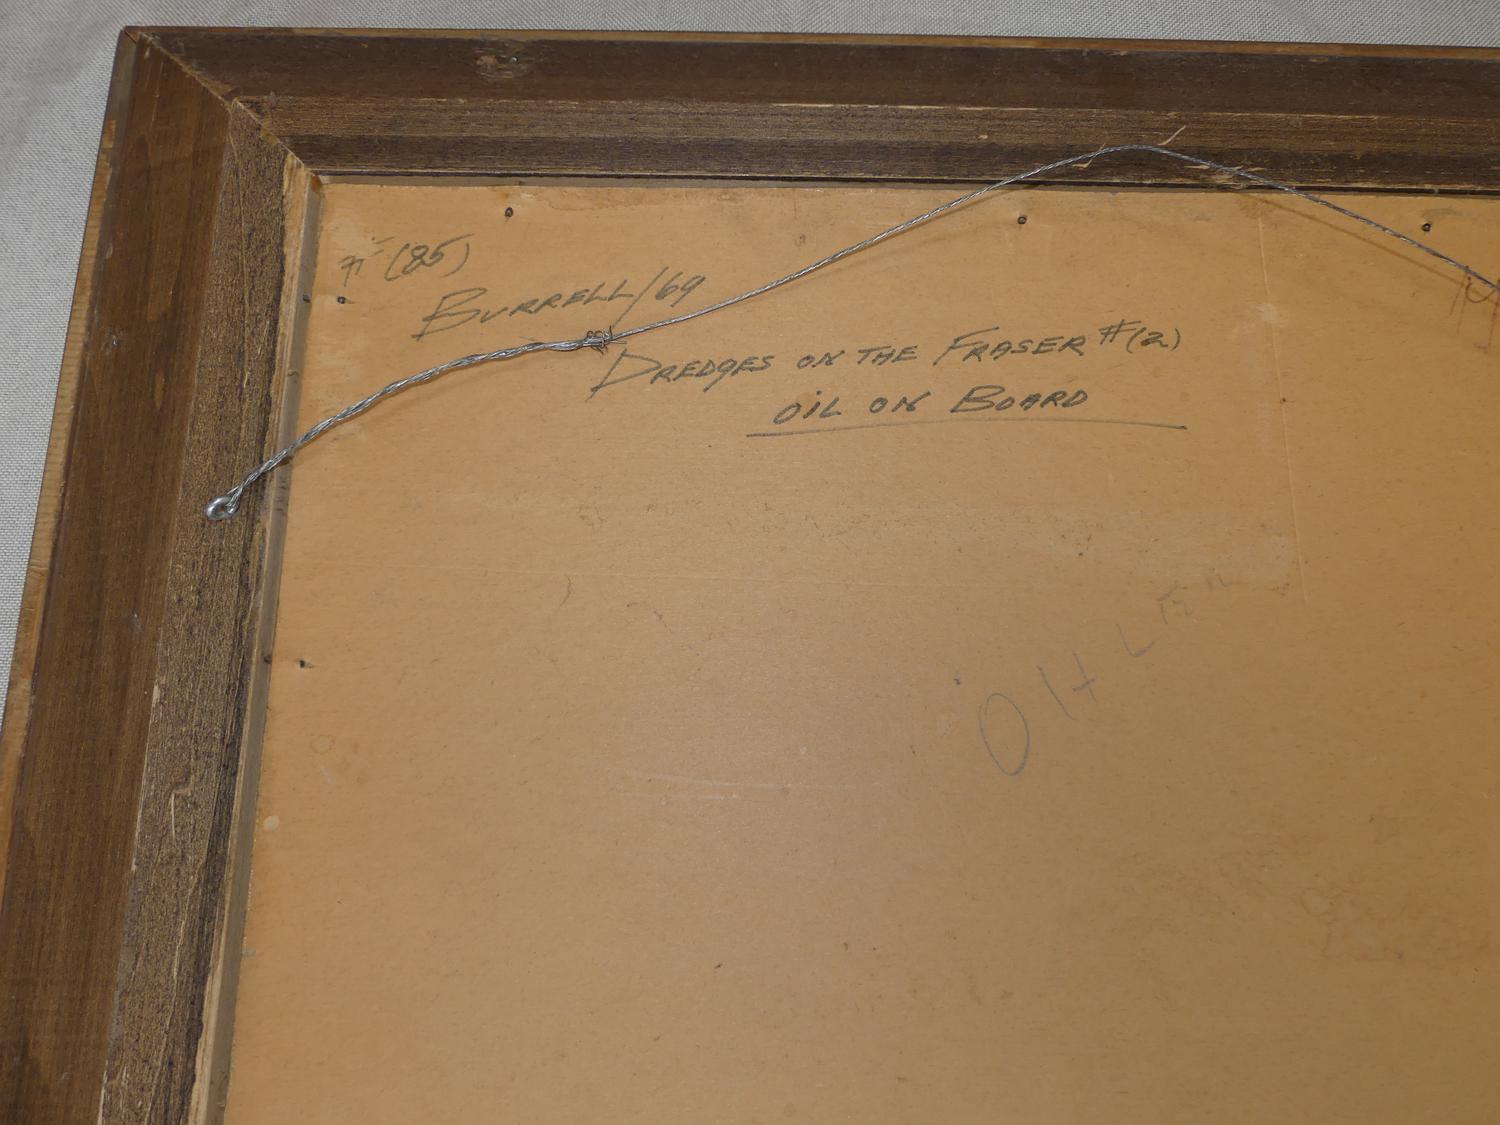 # (85)
BURRELL/69
DREDGES ON THE FRASER #(2)
OIL ON BOARD